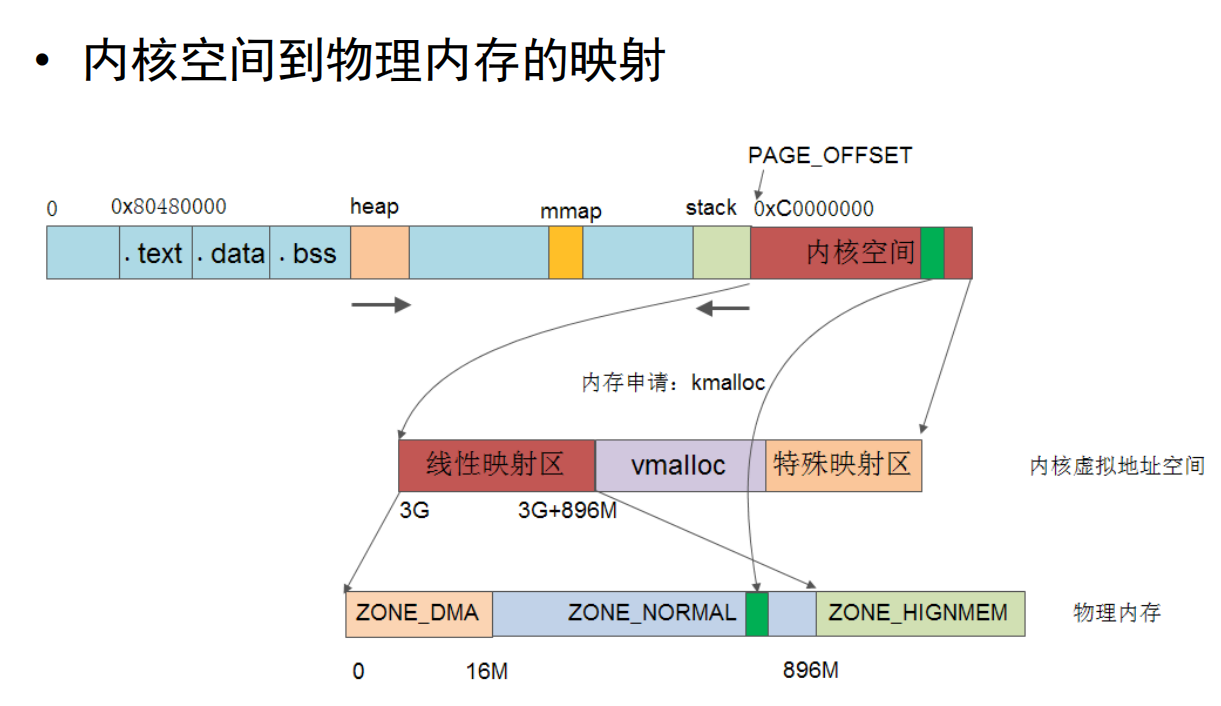 • 内核空间到物理内存的映射
PAGE_OFFSET
0 0x80480000 heap mmap stack 0xC0000000
.text .data .bss 内核空间
内存申请：kmalloc
线性映射区 vmalloc 特殊映射区 内核虚拟地址空间
3G 3G+896M
ZONE_DMA ZONE_NORMAL ZONE_HIGNMEM 物理内存
0 16M 896M